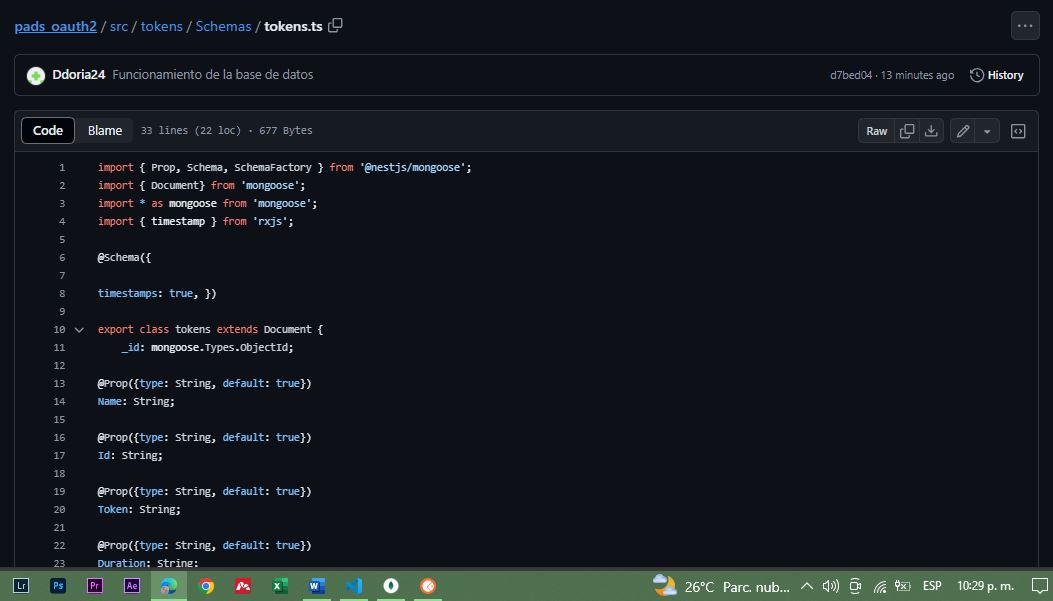 pads_oauth2 / src / tokens / Schemas / tokens.ts
Ddoria24 Funcionamiento de la base de datos d7bed04 · 13 minutes ago History
Code Blame 33 lines (22 loc) · 677 Bytes Raw
1 import { Prop, Schema, SchemaFactory } from '@nestjs/mongoose';
2 import { Document} from 'mongoose';
3 import * as mongoose from 'mongoose';
4 import { timestamp } from 'rxjs';
5
6 @Schema({
7
8 timestamps: true, })
9
10 export class tokens extends Document {
11 _id: mongoose.Types.ObjectId;
12
13 @Prop({type: String, default: true})
14 Name: String;
15
16 @Prop({type: String, default: true})
17 Id: String;
18
19 @Prop({type: String, default: true})
20 Token: String;
21
22 @Prop({type: String, default: true})
23 Duration: String;
Lr Ps Pr Ae X W 26°C Parc. nub... ESP 10:29 p. m.